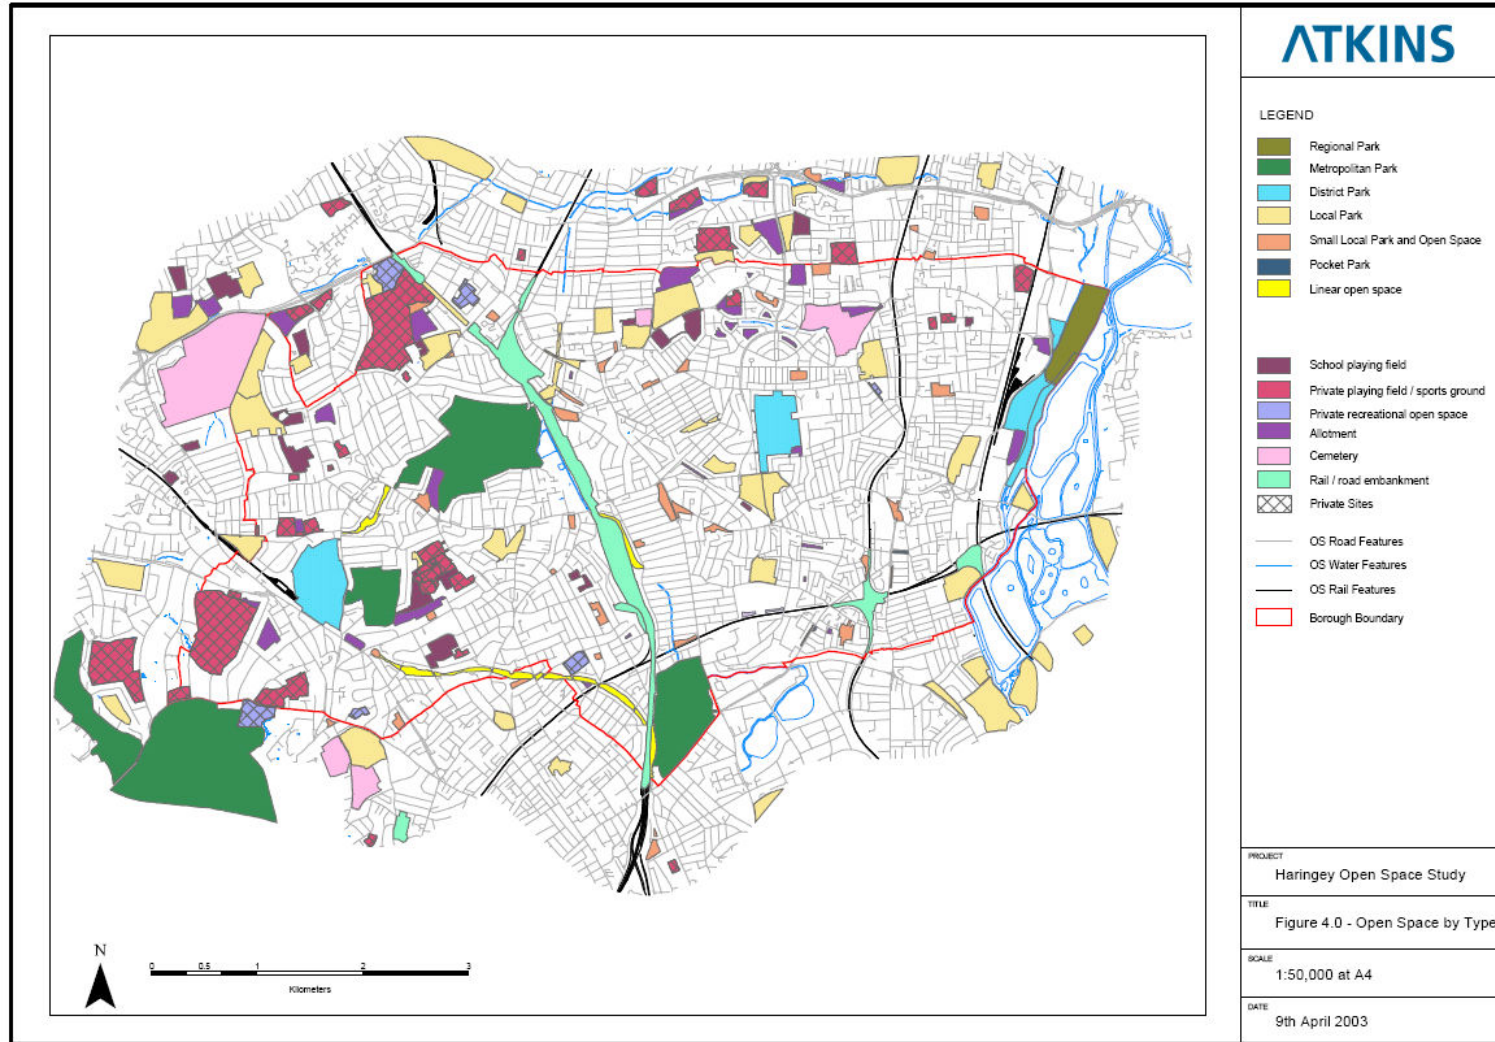 ATKINS
LEGEND
Regional Park
Metropolitan Park
District Park
Local Park
Small Local Park and Open Space
Pocket Park
Linear open space
School playing field
Private playing field / sports ground
Private recreational open space
Allotment
Cemetery
Rail / road embankment
Private Sites
OS Road Features
OS Water Features
OS Rail Features
Borough Boundary
PROJECT
Haringey Open Space Study
TITLE
Figure 4.0 - Open Space by Type
SCALE
1:50,000 at A4
DATE
9th April 2003
N
0 0.5 1 2 3
Kilometers